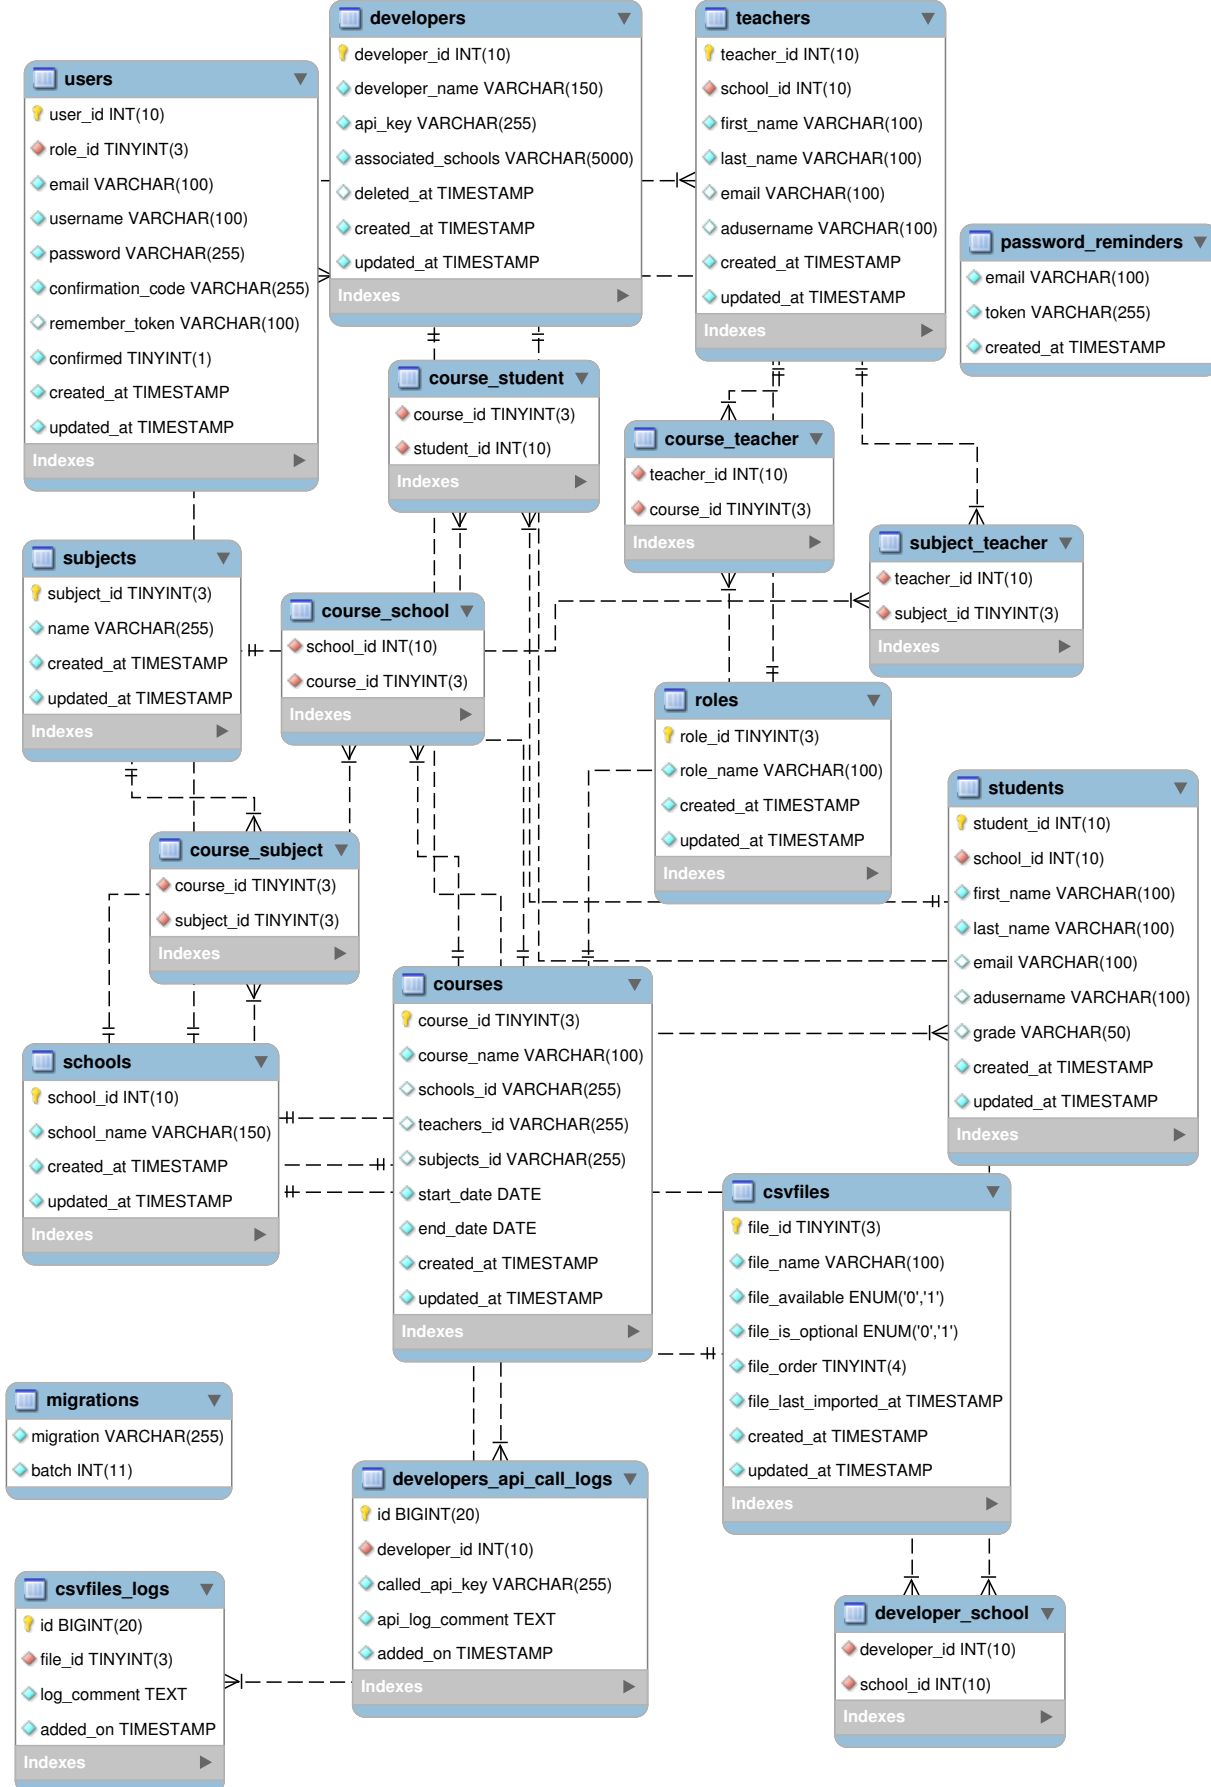 developers
developer_id INT(10)
developer_name VARCHAR(150)
api_key VARCHAR(255)
associated_schools VARCHAR(5000)
deleted_at TIMESTAMP
created_at TIMESTAMP
updated_at TIMESTAMP
Indexes
teachers
teacher_id INT(10)
school_id INT(10)
first_name VARCHAR(100)
last_name VARCHAR(100)
email VARCHAR(100)
adusername VARCHAR(100)
created_at TIMESTAMP
updated_at TIMESTAMP
Indexes
users
user_id INT(10)
role_id TINYINT(3)
email VARCHAR(100)
username VARCHAR(100)
password VARCHAR(255)
confirmation_code VARCHAR(255)
remember_token VARCHAR(100)
confirmed TINYINT(1)
created_at TIMESTAMP
updated_at TIMESTAMP
Indexes
password_reminders
email VARCHAR(100)
token VARCHAR(255)
created_at TIMESTAMP
course_student
course_id TINYINT(3)
student_id INT(10)
Indexes
course_teacher
teacher_id INT(10)
course_id TINYINT(3)
Indexes
subject_teacher
teacher_id INT(10)
subject_id TINYINT(3)
Indexes
subjects
subject_id TINYINT(3)
name VARCHAR(255)
created_at TIMESTAMP
updated_at TIMESTAMP
Indexes
course_school
school_id INT(10)
course_id TINYINT(3)
Indexes
roles
role_id TINYINT(3)
role_name VARCHAR(100)
created_at TIMESTAMP
updated_at TIMESTAMP
Indexes
students
student_id INT(10)
school_id INT(10)
first_name VARCHAR(100)
last_name VARCHAR(100)
email VARCHAR(100)
adusername VARCHAR(100)
grade VARCHAR(50)
created_at TIMESTAMP
updated_at TIMESTAMP
Indexes
course_subject
course_id TINYINT(3)
subject_id TINYINT(3)
Indexes
courses
course_id TINYINT(3)
course_name VARCHAR(100)
schools_id VARCHAR(255)
teachers_id VARCHAR(255)
subjects_id VARCHAR(255)
start_date DATE
end_date DATE
created_at TIMESTAMP
updated_at TIMESTAMP
Indexes
schools
school_id INT(10)
school_name VARCHAR(150)
created_at TIMESTAMP
updated_at TIMESTAMP
Indexes
csvfiles
file_id TINYINT(3)
file_name VARCHAR(100)
file_available ENUM('0','1')
file_is_optional ENUM('0','1')
file_order TINYINT(4)
file_last_imported_at TIMESTAMP
created_at TIMESTAMP
updated_at TIMESTAMP
Indexes
migrations
migration VARCHAR(255)
batch INT(11)
developers_api_call_logs
id BIGINT(20)
developer_id INT(10)
called_api_key VARCHAR(255)
api_log_comment TEXT
added_on TIMESTAMP
Indexes
csvfiles_logs
id BIGINT(20)
file_id TINYINT(3)
log_comment TEXT
added_on TIMESTAMP
Indexes
developer_school
developer_id INT(10)
school_id INT(10)
Indexes